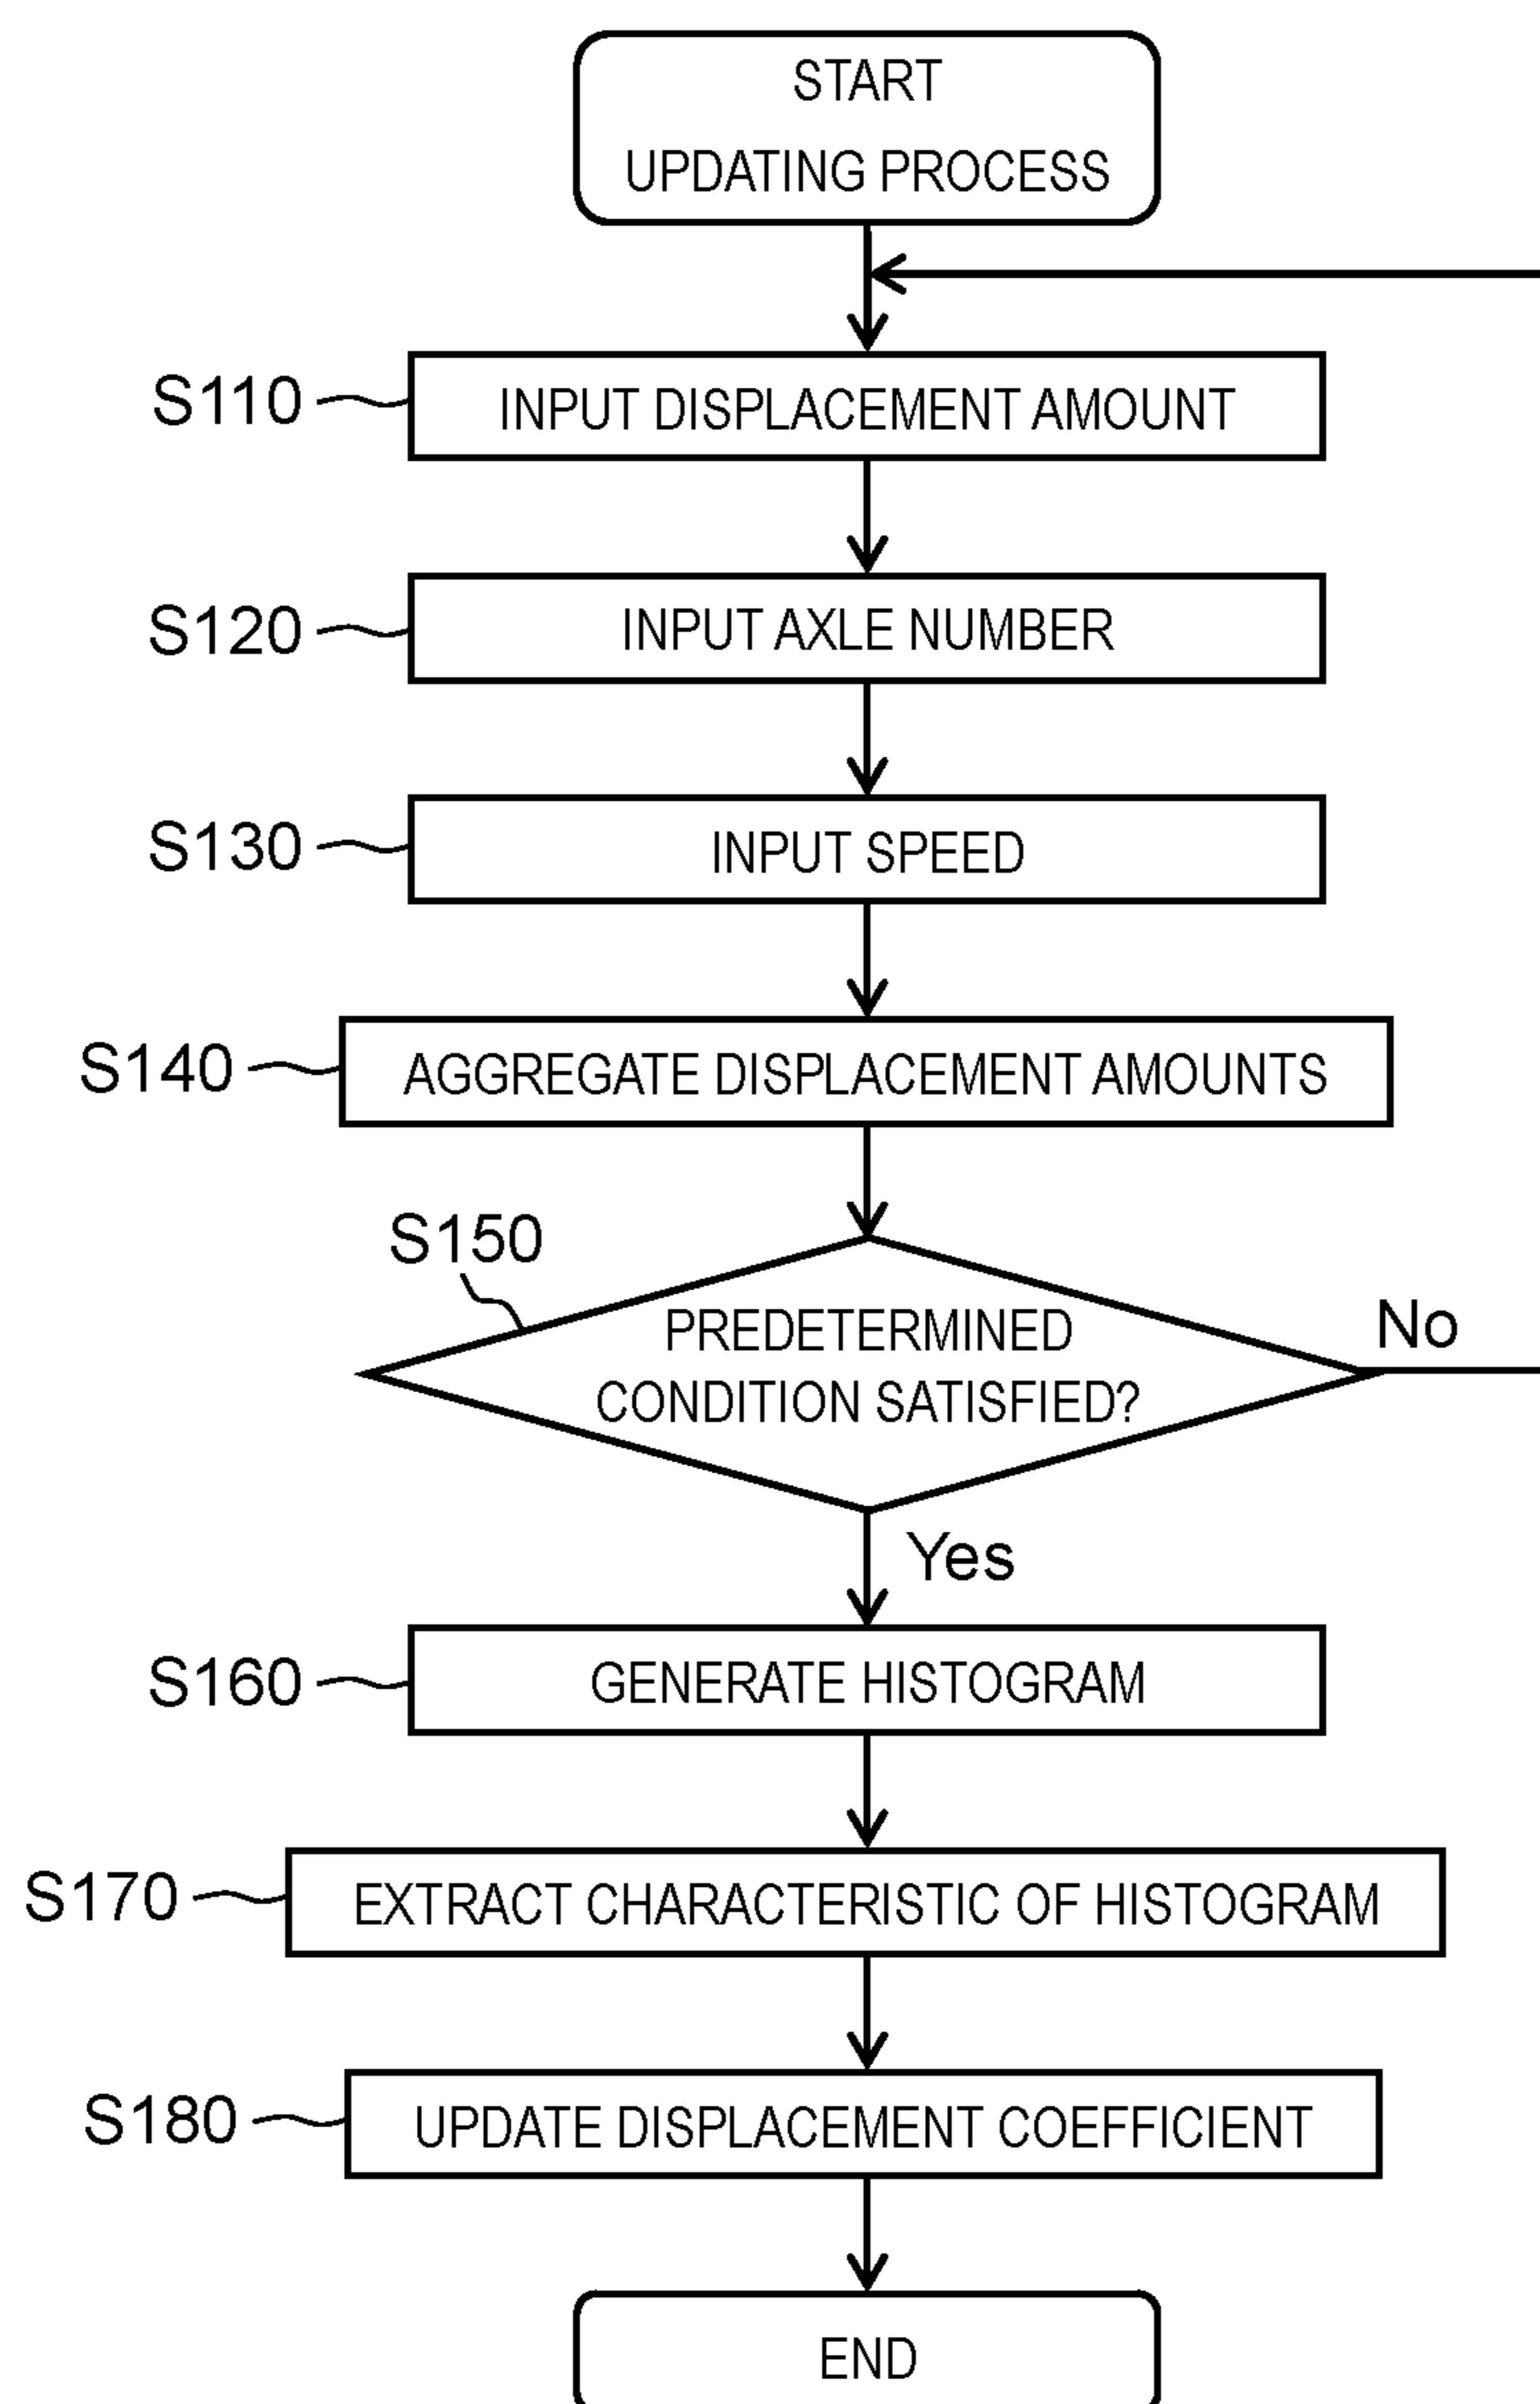 START
UPDATING PROCESS
S110
INPUT DISPLACEMENT AMOUNT
S120
INPUT AXLE NUMBER
S130
INPUT SPEED
S140
AGGREGATE DISPLACEMENT AMOUNTS
S150
PREDETERMINED
CONDITION SATISFIED?
No
Yes
S160
GENERATE HISTOGRAM
S170
EXTRACT CHARACTERISTIC OF HISTOGRAM
S180
UPDATE DISPLACEMENT COEFFICIENT
END